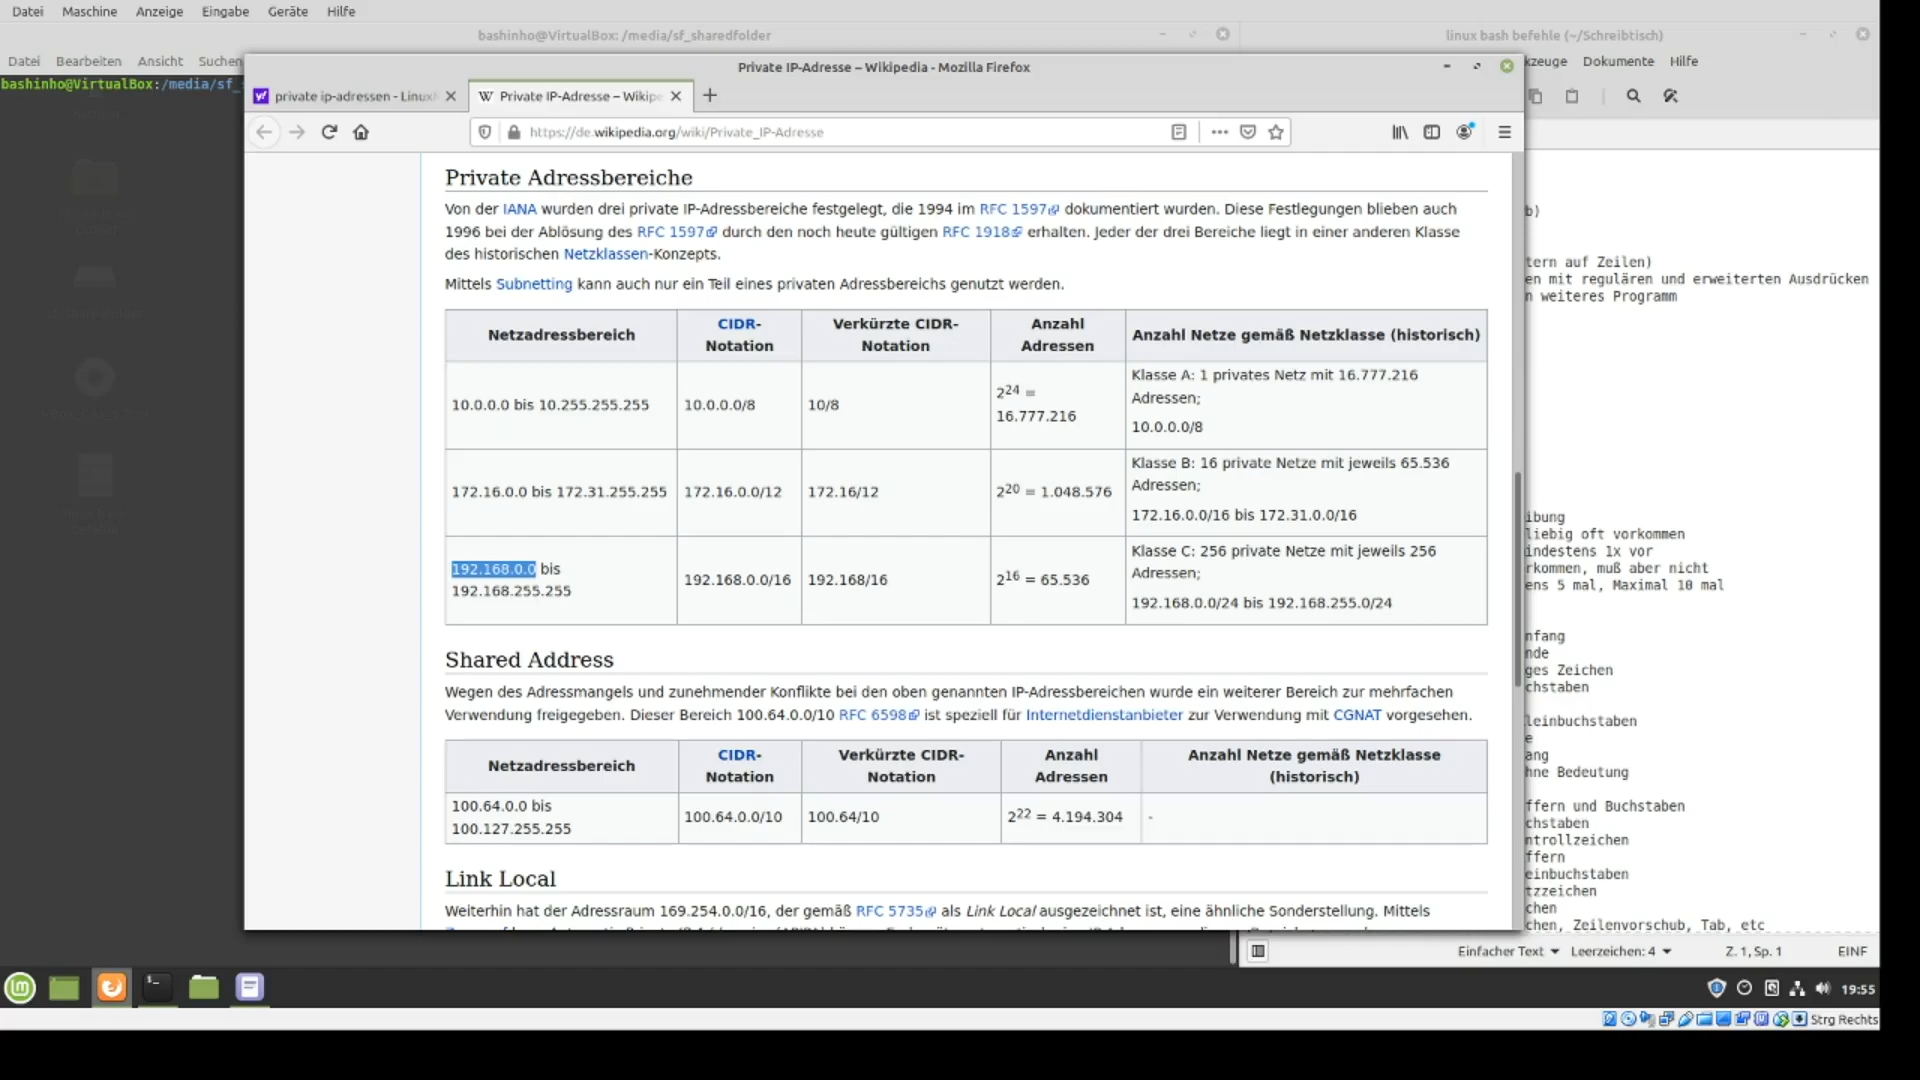 Datei Maschine Anzeige Eingabe Geräte Hilfe
bashinho@VirtualBox: /media/sf_sharedfolder
linux bash befehle (~/Schreibtisch)
Datei Bearbeiten Ansicht Suchen
kzeuge Dokumente Hilfe
bashinho@VirtualBox:/media/sf_s
Private IP-Adresse – Wikipedia - Mozilla Firefox
private ip-adressen - Linux
Private IP-Adresse – Wikipe
https://de.wikipedia.org/wiki/Private_IP-Adresse
Private Adressbereiche
Von der IANA wurden drei private IP-Adressbereiche festgelegt, die 1994 im RFC 1597 dokumentiert wurden. Diese Festlegungen blieben auch
1996 bei der Ablösung des RFC 1597 durch den noch heute gültigen RFC 1918 erhalten. Jeder der drei Bereiche liegt in einer anderen Klasse
des historischen Netzklassen-Konzepts.
Mittels Subnetting kann auch nur ein Teil eines privaten Adressbereichs genutzt werden.
Netzadressbereich
CIDR-
Notation
Verkürzte CIDR-
Notation
Anzahl
Adressen
Anzahl Netze gemäß Netzklasse (historisch)
10.0.0.0 bis 10.255.255.255
10.0.0.0/8
10/8
2²⁴ =
16.777.216
Klasse A: 1 privates Netz mit 16.777.216
Adressen;
10.0.0.0/8
172.16.0.0 bis 172.31.255.255
172.16.0.0/12
172.16/12
2²⁰ = 1.048.576
Klasse B: 16 private Netze mit jeweils 65.536
Adressen;
172.16.0.0/16 bis 172.31.0.0/16
192.168.0.0 bis
192.168.255.255
192.168.0.0/16
192.168/16
2¹⁶ = 65.536
Klasse C: 256 private Netze mit jeweils 256
Adressen;
192.168.0.0/24 bis 192.168.255.0/24
Shared Address
Wegen des Adressmangels und zunehmender Konflikte bei den oben genannten IP-Adressbereichen wurde ein weiterer Bereich zur mehrfachen
Verwendung freigegeben. Dieser Bereich 100.64.0.0/10 RFC 6598 ist speziell für Internetdienstanbieter zur Verwendung mit CGNAT vorgesehen.
Netzadressbereich
CIDR-
Notation
Verkürzte CIDR-
Notation
Anzahl
Adressen
Anzahl Netze gemäß Netzklasse
(historisch)
100.64.0.0 bis
100.127.255.255
100.64.0.0/10
100.64/10
2²² = 4.194.304
-
Link Local
Weiterhin hat der Adressraum 169.254.0.0/16, der gemäß RFC 5735 als Link Local ausgezeichnet ist, eine ähnliche Sonderstellung. Mittels
b)
tern auf Zeilen)
en mit regulären und erweiterten Ausdrücken
n weiteres Programm
ibung
liebig oft vorkommen
indestens 1x vor
rkommen, muß aber nicht
ens 5 mal, Maximal 10 mal
nfang
nde
ges Zeichen
chstaben
leinbuchstaben
e
ang
hne Bedeutung
ffern und Buchstaben
chstaben
ntrollzeichen
ffern
einbuchstaben
tzzeichen
chen
chen, Zeilenvorschub, Tab, etc
Einfacher Text Leerzeichen: 4 Z. 1, Sp. 1 EINF
19:55
Strg Rechts